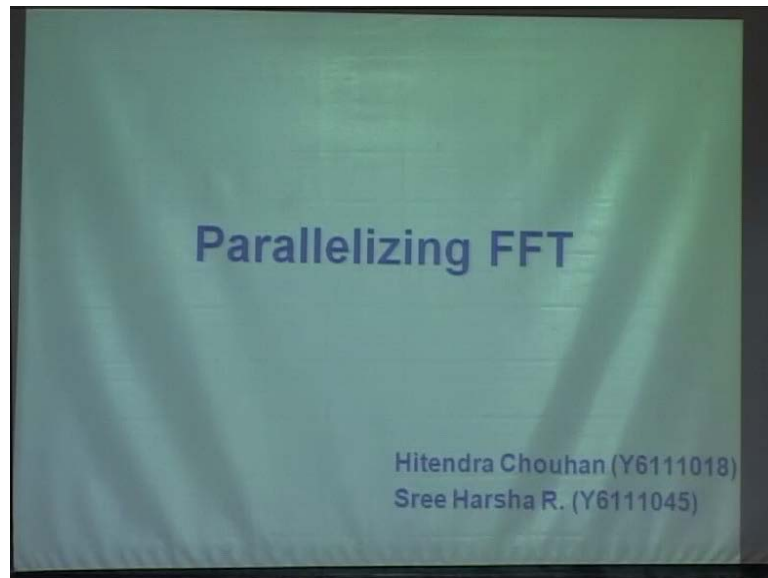 Parallelizing FFT
Hitendra Chouhan (Y6111018)
Sree Harsha R. (Y6111045)